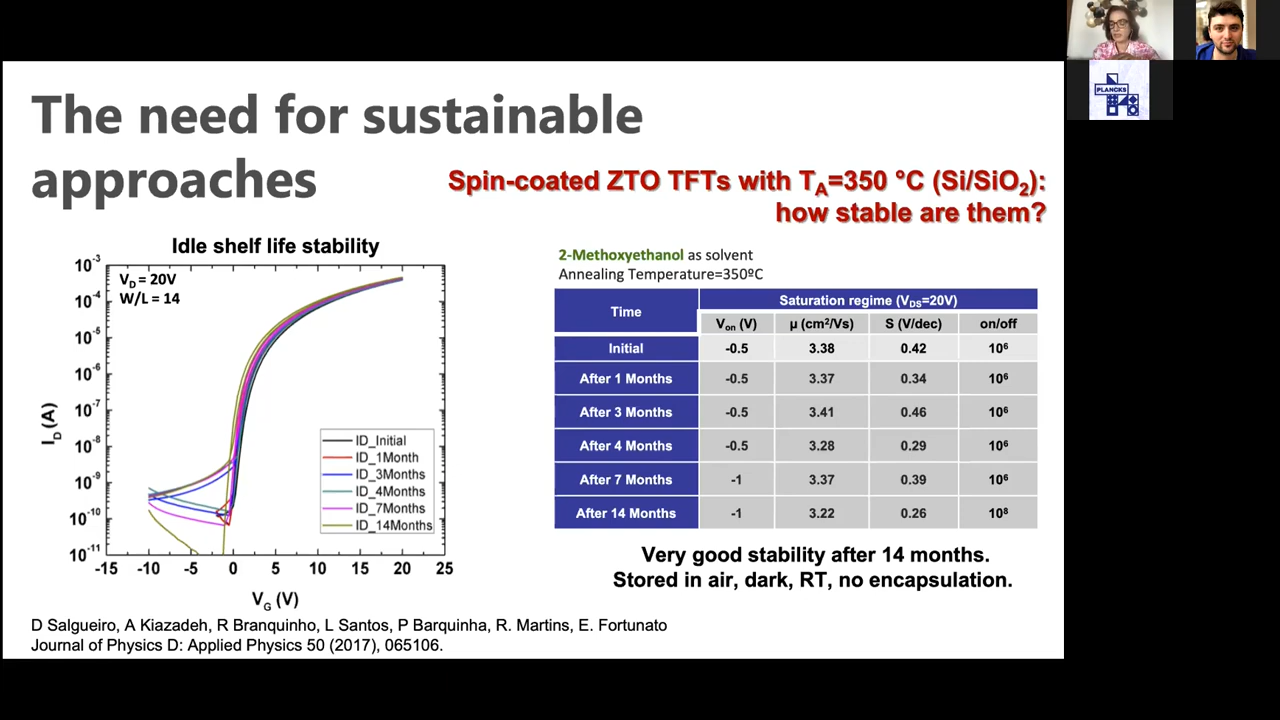 PLANCKS
The need for sustainable
approaches
Spin-coated ZTO TFTs with TA=350 °C (Si/SiO2):
how stable are them?
Idle shelf life stability
VD = 20V
W/L = 14
10-3
10-4
10-5
10-6
10-7
10-8
10-9
10-10
10-11
ID (A)
ID_Initial
ID_1Month
ID_3Months
ID_4Months
ID_7Months
ID_14Months
-15 -10 -5 0 5 10 15 20 25
VG (V)
2-Methoxyethanol as solvent
Annealing Temperature=350ºC
Time Saturation regime (VDS=20V)
Von (V) µ (cm2/Vs) S (V/dec) on/off
Initial -0.5 3.38 0.42 106
After 1 Months -0.5 3.37 0.34 106
After 3 Months -0.5 3.41 0.46 106
After 4 Months -0.5 3.28 0.29 106
After 7 Months -1 3.37 0.39 106
After 14 Months -1 3.22 0.26 108
Very good stability after 14 months.
Stored in air, dark, RT, no encapsulation.
D Salgueiro, A Kiazadeh, R Branquinho, L Santos, P Barquinha, R. Martins, E. Fortunato
Journal of Physics D: Applied Physics 50 (2017), 065106.